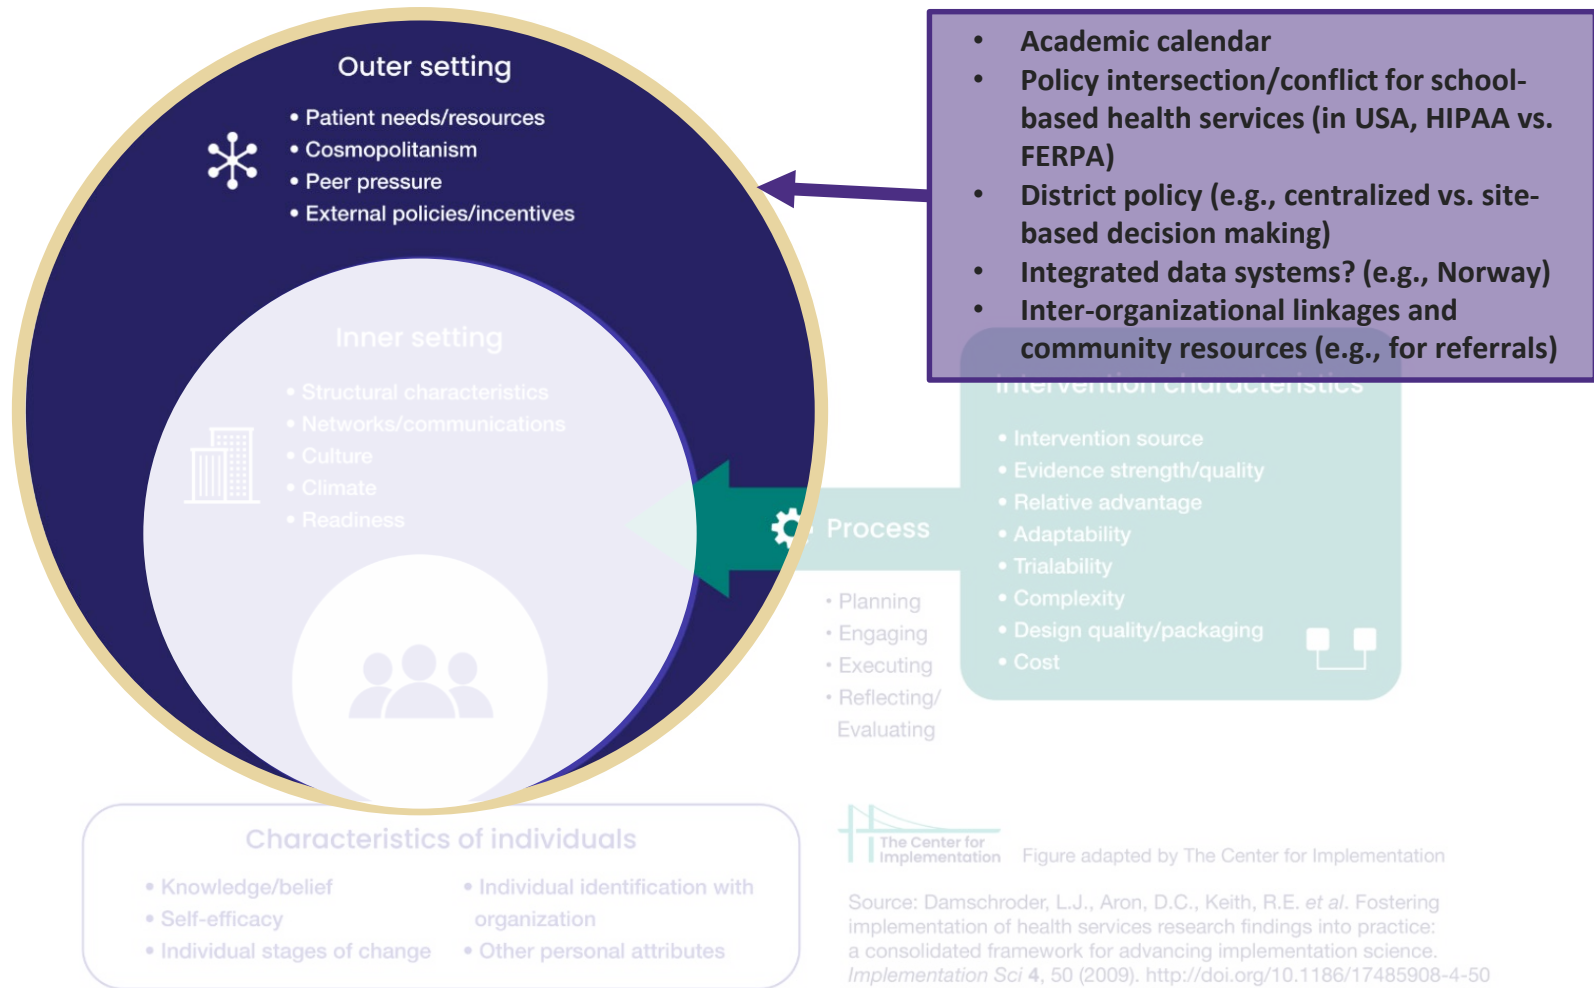 Outer setting
• Patient needs/resources
• Cosmopolitanism
• Peer pressure
• External policies/incentives
• Academic calendar
• Policy intersection/conflict for school-
based health services (in USA, HIPAA vs.
FERPA)
• District policy (e.g., centralized vs. site-
based decision making)
• Integrated data systems? (e.g., Norway)
• Inter-organizational linkages and
community resources (e.g., for referrals)
Inner setting
• Structural characteristics
• Networks/communications
• Culture
• Climate
• Readiness
Process
• Planning
• Engaging
• Executing
• Reflecting/
Evaluating
Intervention characteristics
• Intervention source
• Evidence strength/quality
• Relative advantage
• Adaptability
• Trialability
• Complexity
• Design quality/packaging
• Cost
Characteristics of individuals
• Knowledge/belief
• Self-efficacy
• Individual stages of change
• Individual identification with
organization
• Other personal attributes
The Center for
Implementation
Figure adapted by The Center for Implementation
Source: Damschroder, L.J., Aron, D.C., Keith, R.E. et al. Fostering
implementation of health services research findings into practice:
a consolidated framework for advancing implementation science.
Implementation Sci 4, 50 (2009). http://doi.org/10.1186/17485908-4-50